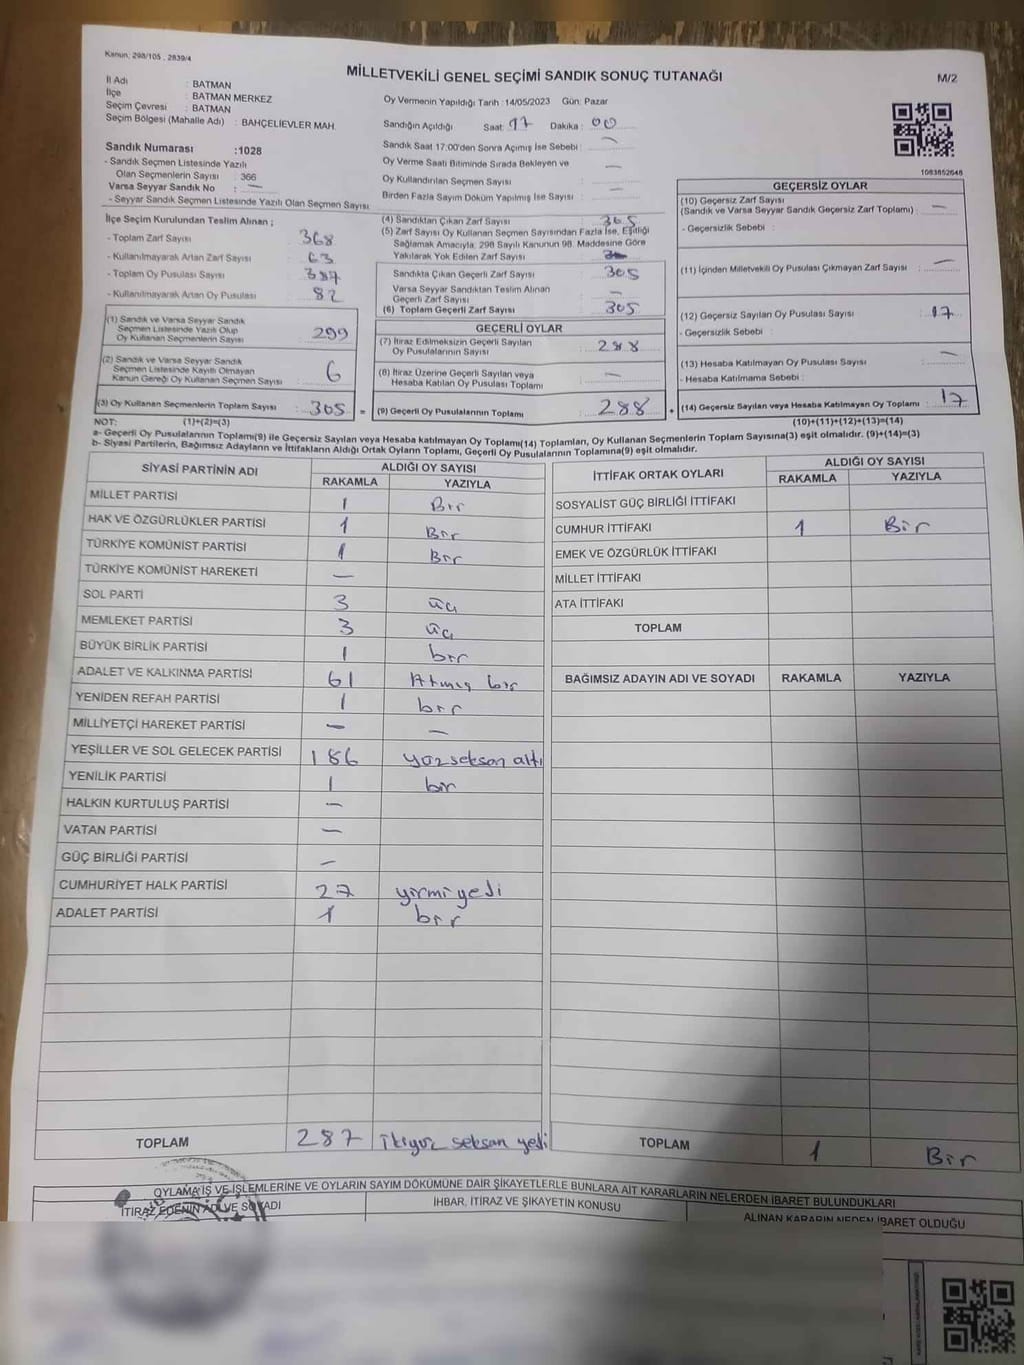 Kanun: 298/105 , 2839/4
MİLLETVEKİLİ GENEL SEÇİMİ SANDIK SONUÇ TUTANAĞI
M/2
İl Adı : BATMAN
İlçe : BATMAN MERKEZ
Seçim Çevresi : BATMAN
Seçim Bölgesi (Mahalle Adı) : BAHÇELİEVLER MAH.
Oy Vermenin Yapıldığı Tarih : 14/05/2023 Gün: Pazar
Sandığın Açıldığı Saat: 17 Dakika : 00
Sandık Saat 17:00'den Sonra Açımış İse Sebebi : —
Oy Verme Saati Bitiminde Sırada Bekleyen ve
Oy Kullandırılan Seçmen Sayısı : —
Birden Fazla Sayım Döküm Yapılmış İse Sayısı : —
1083852648
Sandık Numarası :1028
- Sandık Seçmen Listesinde Yazılı
Olan Seçmenlerin Sayısı : 366
Varsa Seyyar Sandık No : —
- Seyyar Sandık Seçmen Listesinde Yazılı Olan Seçmen Sayısı
İlçe Seçim Kurulundan Teslim Alınan ;
- Toplam Zarf Sayısı : 368
- Kullanılmayarak Artan Zarf Sayısı : 63
- Toplam Oy Pusulası Sayısı : 387
- Kullanılmayarak Artan Oy Pusulası : 82
(1) Sandık ve Varsa Seyyar Sandık
Seçmen Listesinde Yazılı Olup
Oy Kullanan Seçmenlerin Sayısı : 299
(2) Sandık ve Varsa Seyyar Sandık
Seçmen Listesinde Kayıtlı Olmayan
Kanun Gereği Oy Kullanan Seçmen Sayısı : 6
(3) Oy Kullanan Seçmenlerin Toplam Sayısı : 305 =
(4) Sandıktan Çıkan Zarf Sayısı : 305
(5) Zarf Sayısı Oy Kullanan Seçmen Sayısından Fazla İse, Eşitliği
Sağlamak Amacıyla, 298 Sayılı Kanunun 98. Maddesine Göre
Yakılarak Yok Edilen Zarf Sayısı :
Sandıkta Çıkan Geçerli Zarf Sayısı : 305
Varsa Seyyar Sandıktan Teslim Alınan
Geçerli Zarf Sayısı : —
(6) Toplam Geçerli Zarf Sayısı : 305
GEÇERLİ OYLAR
(7) İtiraz Edilmeksizin Geçerli Sayılan
Oy Pusulalarının Sayısı : 288
(8) İtiraz Üzerine Geçerli Sayılan veya
Hesaba Katılan Oy Pusulası Toplamı : —
(9) Geçerli Oy Pusulalarının Toplamı : 288 +
GEÇERSİZ OYLAR
(10) Geçersiz Zarf Sayısı
(Sandık ve Varsa Seyyar Sandık Geçersiz Zarf Toplamı) : —
- Geçersizlik Sebebi :
(11) İçinden Milletvekili Oy Pusulası Çıkmayan Zarf Sayısı : —
(12) Geçersiz Sayılan Oy Pusulası Sayısı : 17
- Geçersizlik Sebebi :
(13) Hesaba Katılmayan Oy Pusulası Sayısı : —
- Hesaba Katılmama Sebebi :
(14) Geçersiz Sayılan veya Hesaba Katılmayan Oy Toplamı : 17
NOT: (1)+(2)=(3) (10)+(11)+(12)+(13)=(14)
a- Geçerli Oy Pusulalarının Toplamı(9) ile Geçersiz Sayılan veya Hesaba katılmayan Oy Toplamı(14) Toplamları, Oy Kullanan Seçmenlerin Toplam Sayısına(3) eşit olmalıdır. (9)+(14)=(3)
b- Siyasi Partilerin, Bağımsız Adayların ve İttifakların Aldığı Ortak Oyların Toplamı, Geçerli Oy Pusulalarının Toplamına(9) eşit olmalıdır.
SİYASİ PARTİNİN ADI ALDIĞI OY SAYISI
RAKAMLA YAZIYLA
MİLLET PARTİSİ 1 Bir
HAK VE ÖZGÜRLÜKLER PARTİSİ 1 Bir
TÜRKİYE KOMÜNİST PARTİSİ 1 Bir
TÜRKİYE KOMÜNİST HAREKETİ —
SOL PARTİ 3 üç
MEMLEKET PARTİSİ 3 üç
BÜYÜK BİRLİK PARTİSİ 1 bir
ADALET VE KALKINMA PARTİSİ 61 Atmış bir
YENİDEN REFAH PARTİSİ 1 bir
MİLLİYETÇİ HAREKET PARTİSİ — —
YEŞİLLER VE SOL GELECEK PARTİSİ 186 yüzseksan altı
YENİLİK PARTİSİ 1 bir
HALKIN KURTULUŞ PARTİSİ —
VATAN PARTİSİ —
GÜÇ BİRLİĞİ PARTİSİ —
CUMHURİYET HALK PARTİSİ 27 yirmi yedi
ADALET PARTİSİ 1 bir
TOPLAM 287 ikiyüz seksan yedi
İTTİFAK ORTAK OYLARI ALDIĞI OY SAYISI
RAKAMLA YAZIYLA
SOSYALİST GÜÇ BİRLİĞİ İTTİFAKI
CUMHUR İTTİFAKI 1 Bir
EMEK VE ÖZGÜRLÜK İTTİFAKI
MİLLET İTTİFAKI
ATA İTTİFAKI
TOPLAM
BAĞIMSIZ ADAYIN ADI VE SOYADI RAKAMLA YAZIYLA
TOPLAM 1 Bir
OYLAMA İŞ VE İŞLEMLERİNE VE OYLARIN SAYIM DÖKÜMÜNE DAİR ŞİKAYETLERLE BUNLARA AİT KARARLARIN NELERDEN İBARET BULUNDUKLARI
İTİRAZ EDENİN ADI VE SOYADI İHBAR, İTİRAZ VE ŞİKAYETİN KONUSU ALINAN KARARIN NEDEN İBARET OLDUĞU